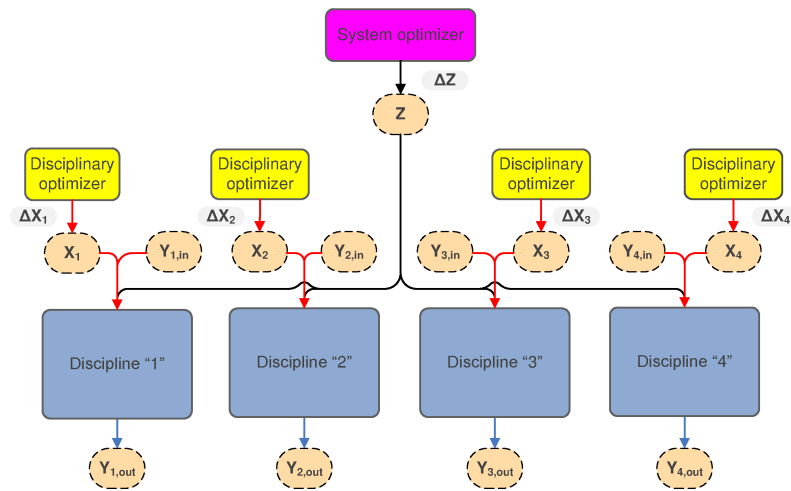 System optimizer
ΔZ
Z
Disciplinary
optimizer
Disciplinary
optimizer
Disciplinary
optimizer
Disciplinary
optimizer
ΔX1
ΔX2
ΔX3
ΔX4
X1
Y1,in
X2
Y2,in
Y3,in
X3
Y4,in
X4
Discipline “1”
Discipline “2”
Discipline “3”
Discipline “4”
Y1,out
Y2,out
Y3,out
Y4,out